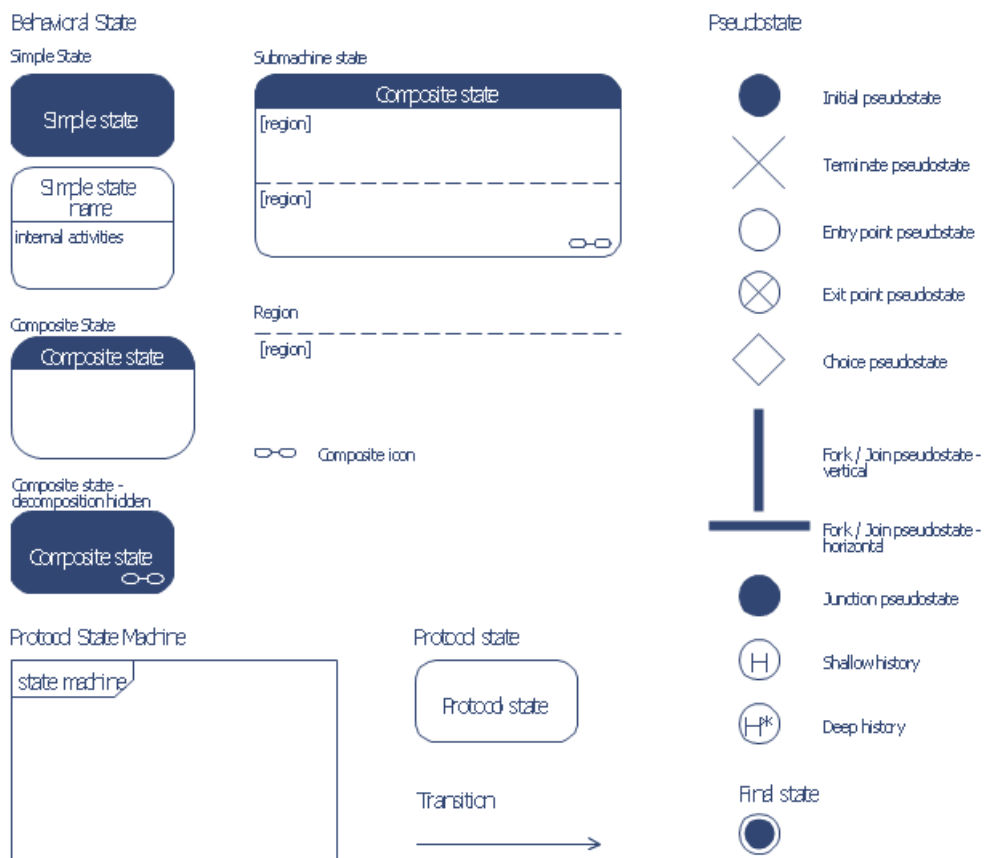 Behavioral State
Simple State
Simple state
Simple state
name
internal activities
Composite State
Composite state
Composite state -
decomposition hidden
Composite state
Submachine state
Composite state
[region]
[region]
Region
[region]
Composite icon
Protocol State Machine
state machine
Protocol state
Protocol state
Transition
Pseudostate
Initial pseudostate
Terminate pseudostate
Entry point pseudostate
Exit point pseudostate
Choice pseudostate
Fork / Join pseudostate -
vertical
Fork / Join pseudostate -
horizontal
Junction pseudostate
H
Shallow history
H*
Deep history
Final state